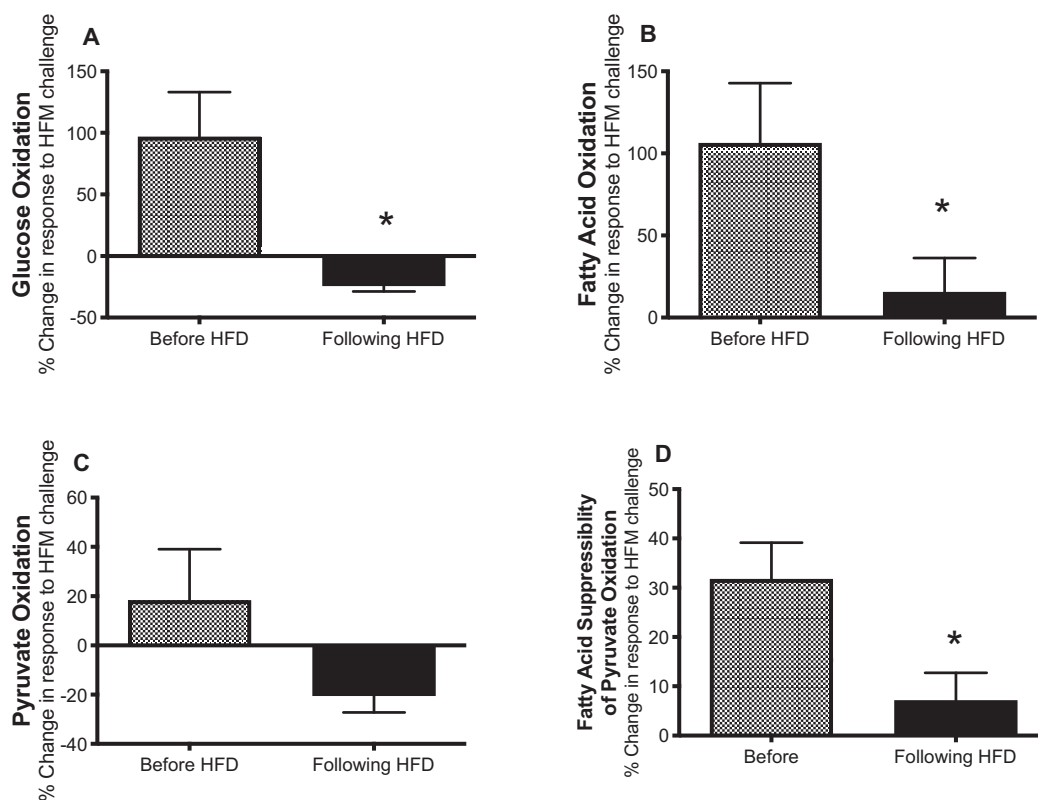 A
Glucose Oxidation
% Change in response to HFM challenge
150
100
50
0
-50
*
Before HFD
Following HFD
B
Fatty Acid Oxidation
% Change in response to HFM challenge
150
100
50
0
*
Before HFD
Following HFD
C
Pyruvate Oxidation
% Change in response to HFM challenge
60
40
20
0
-20
-40
Before HFD
Following HFD
D
Fatty Acid Suppressiblity
of Pyruvate Oxidation
% Change in response to HFM challenge
50
40
30
20
10
0
*
Before
Following HFD